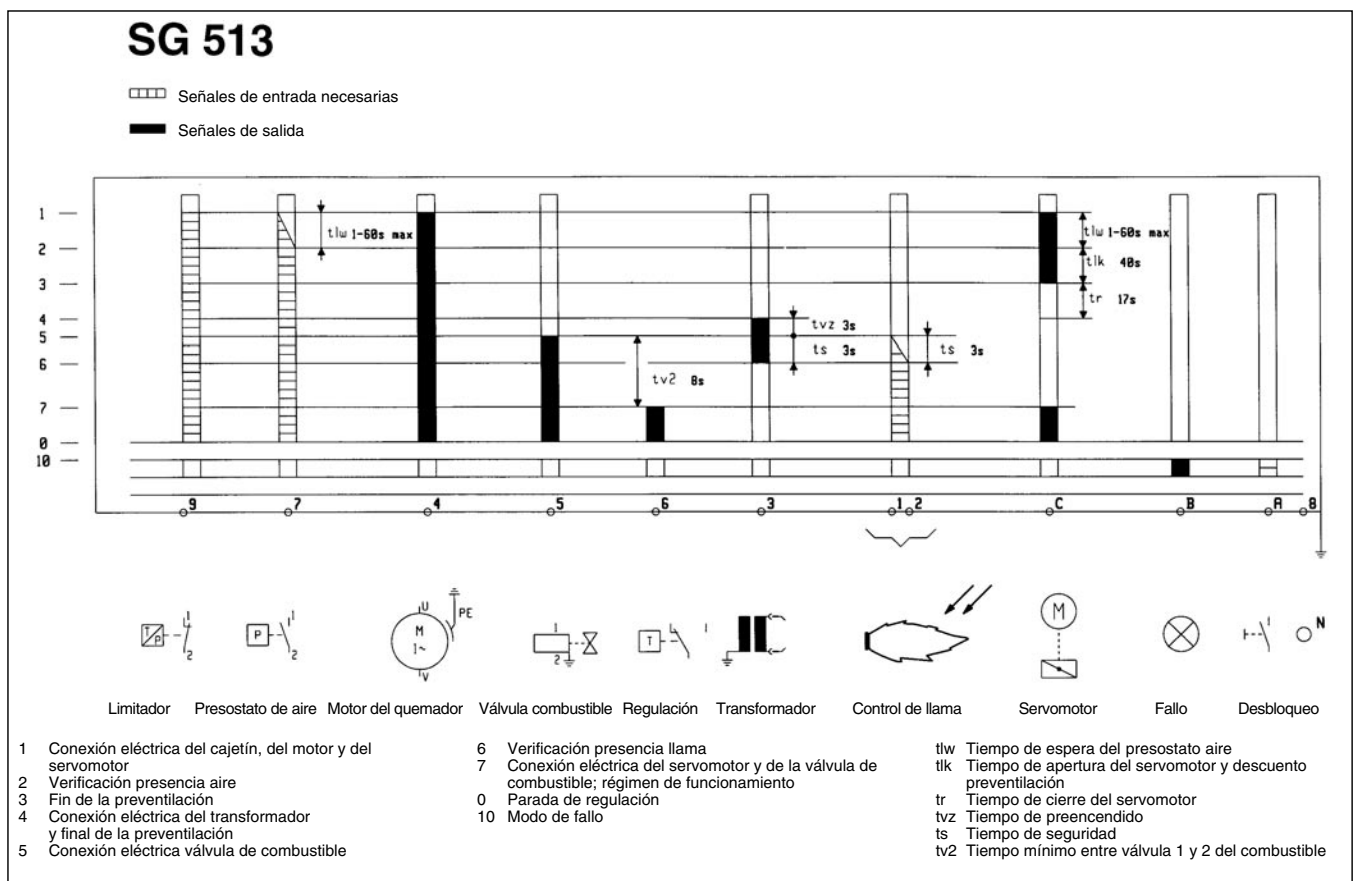 SG 513
Señales de entrada necesarias
Señales de salida
1
2
3
4
5
6
7
0
10
tlw 1-60s max
tlw 1-60s max
tlk 40s
tr 17s
tvz 3s
ts 3s
ts 3s
tv2 8s
9 7 4 5 6 3 1 2 C B A 8
T/P 1 2
P 1 2
U PE M 1~ V
1 2
T 1
M
N
Limitador Presostato de aire Motor del quemador Válvula combustible Regulación Transformador Control de llama Servomotor Fallo Desbloqueo
1 Conexión eléctrica del cajetín, del motor y del
servomotor
2 Verificación presencia aire
3 Fin de la preventilación
4 Conexión eléctrica del transformador
y final de la preventilación
5 Conexión eléctrica válvula de combustible
6 Verificación presencia llama
7 Conexión eléctrica del servomotor y de la válvula de
combustible; régimen de funcionamiento
0 Parada de regulación
10 Modo de fallo
tlw Tiempo de espera del presostato aire
tlk Tiempo de apertura del servomotor y descuento
preventilación
tr Tiempo de cierre del servomotor
tvz Tiempo de preencendido
ts Tiempo de seguridad
tv2 Tiempo mínimo entre válvula 1 y 2 del combustible